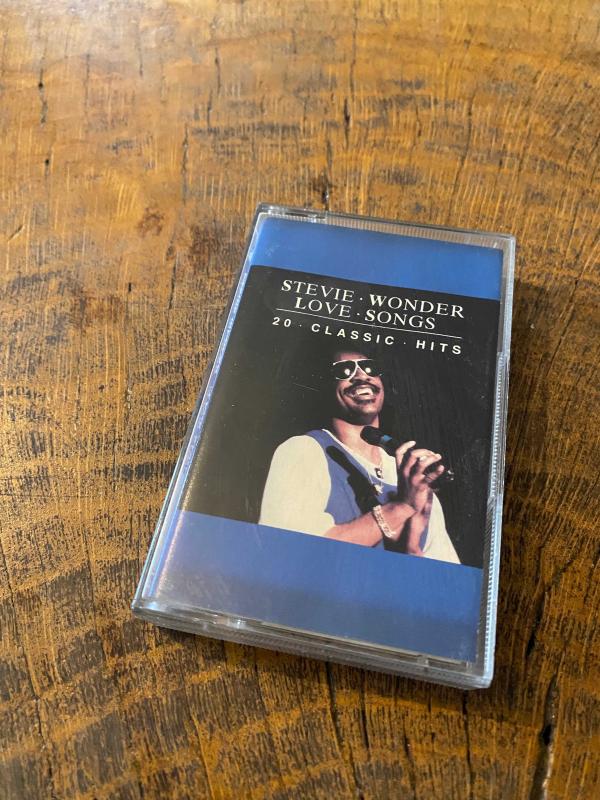 STEVIE · WONDER
LOVE · SONGS
20 · CLASSIC · HITS